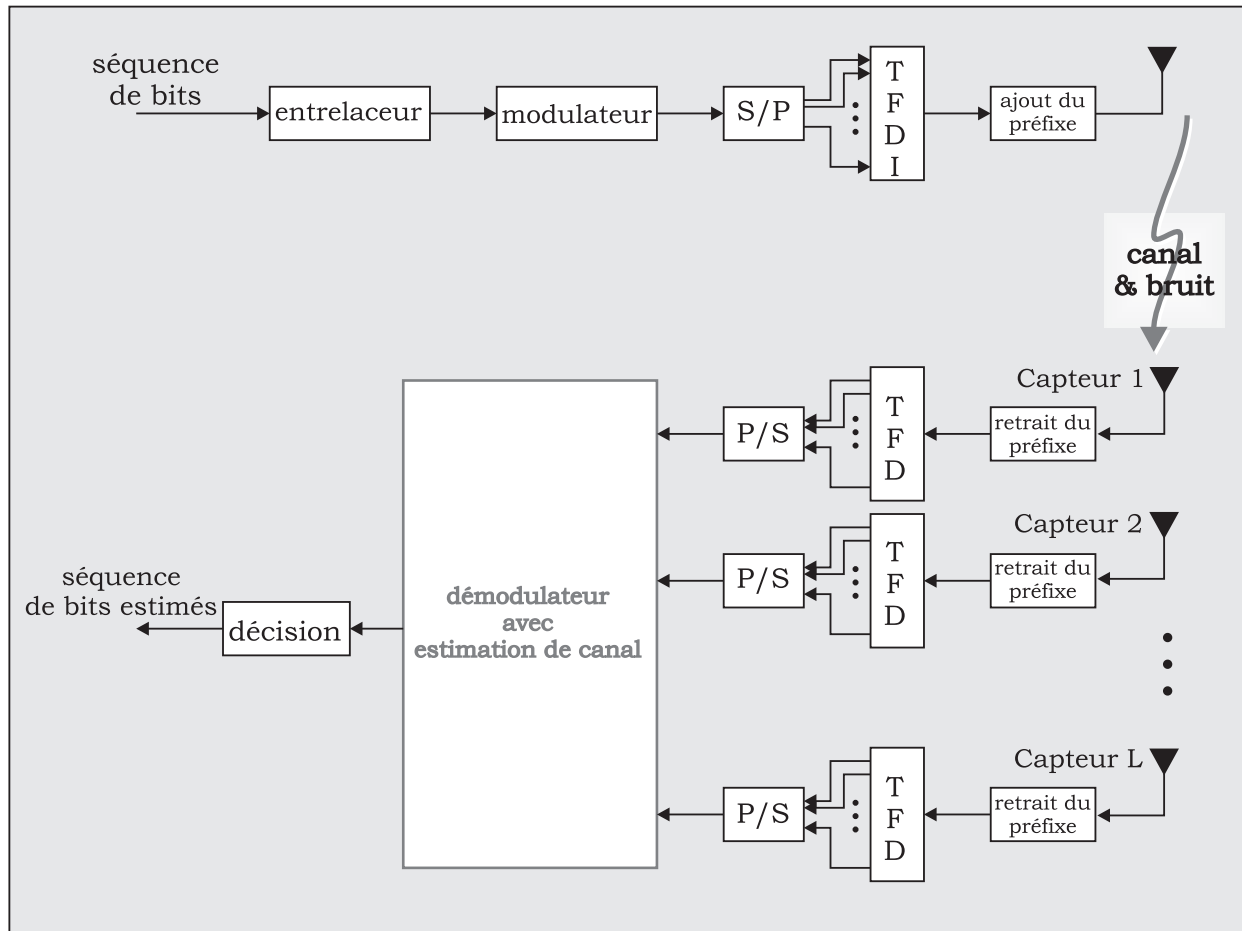 séquence
de bits
entrelaceur
modulateur
S/P
T
F
D
I
ajout du
préfixe
canal
& bruit
Capteur 1
retrait du
préfixe
T
F
D
P/S
Capteur 2
retrait du
préfixe
T
F
D
P/S
Capteur L
retrait du
préfixe
T
F
D
P/S
démodulateur
avec
estimation de canal
décision
séquence
de bits estimés